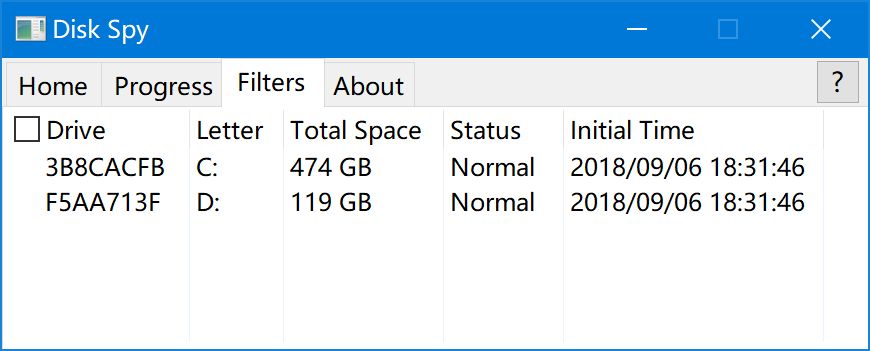 Disk Spy
Home Progress Filters About ?
Drive Letter Total Space Status Initial Time
3B8CACFB C: 474 GB Normal 2018/09/06 18:31:46
F5AA713F D: 119 GB Normal 2018/09/06 18:31:46